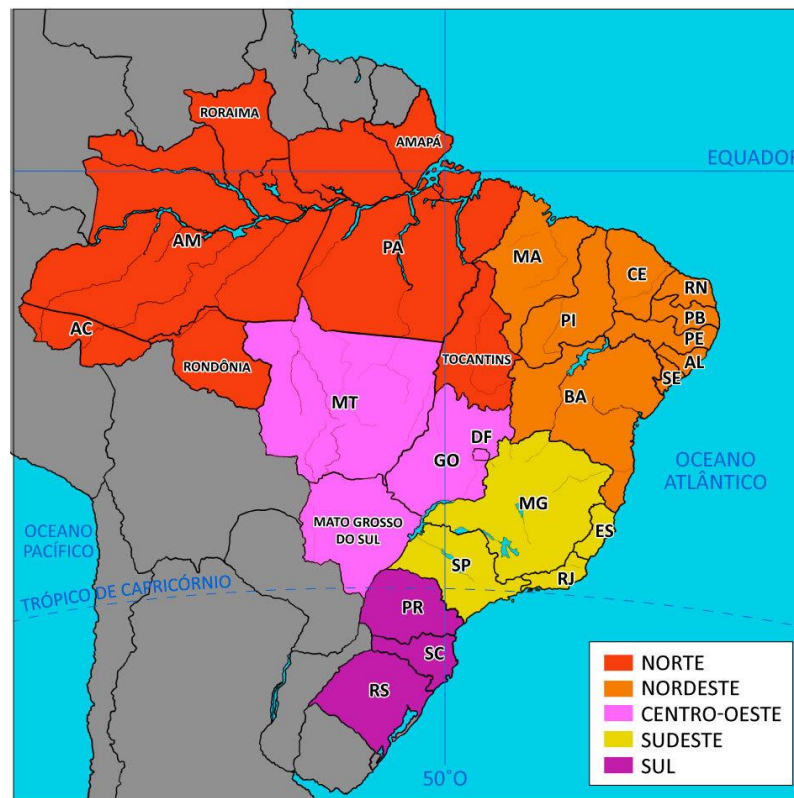 RORAIMA
AMAPÁ
EQUADOR
AM
PA
MA
CE
RN
PB
PE
AL
SE
PI
AC
RONDÔNIA
TOCANTINS
MT
BA
DF
GO
OCEANO
ATLÂNTICO
MG
ES
MATO GROSSO
DO SUL
OCEANO
PACÍFICO
SP
RJ
TRÓPICO DE CAPRICÓRNIO
PR
SC
RS
NORTE
NORDESTE
CENTRO-OESTE
SUDESTE
SUL
50°O